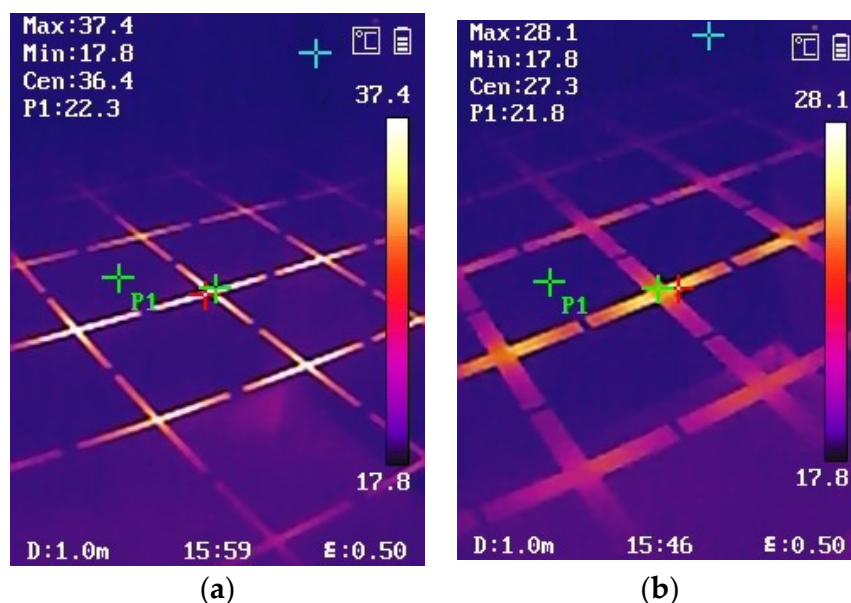 Max:37.4
Min:17.8
Cen:36.4
P1:22.3
℃
37.4
P1
17.8
D:1.0m 15:59 ε:0.50
(a)
Max:28.1
Min:17.8
Cen:27.3
P1:21.8
℃
28.1
P1
17.8
D:1.0m 15:46 ε:0.50
(b)